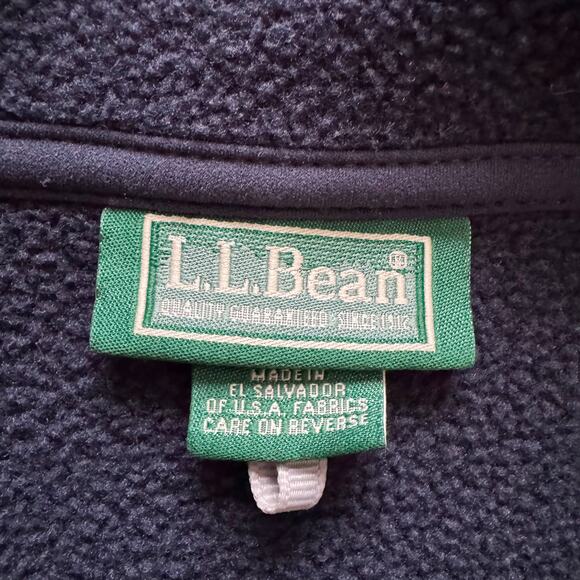 L.L.Bean®
QUALITY GUARANTEED SINCE 1912
MADE IN
EL SALVADOR
OF U.S.A. FABRICS
CARE ON REVERSE